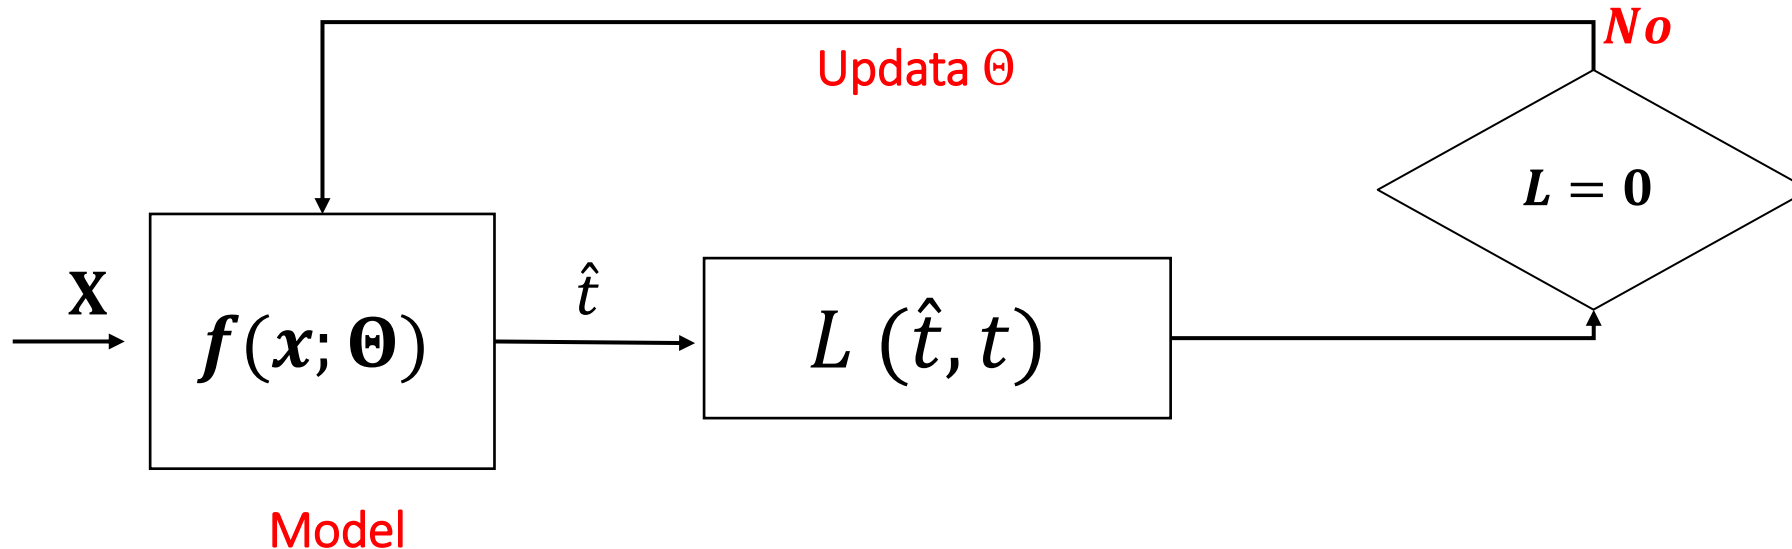 No
Updata Θ
L = 0
X
f(x; Θ)
t̂
L (t̂, t)
Model